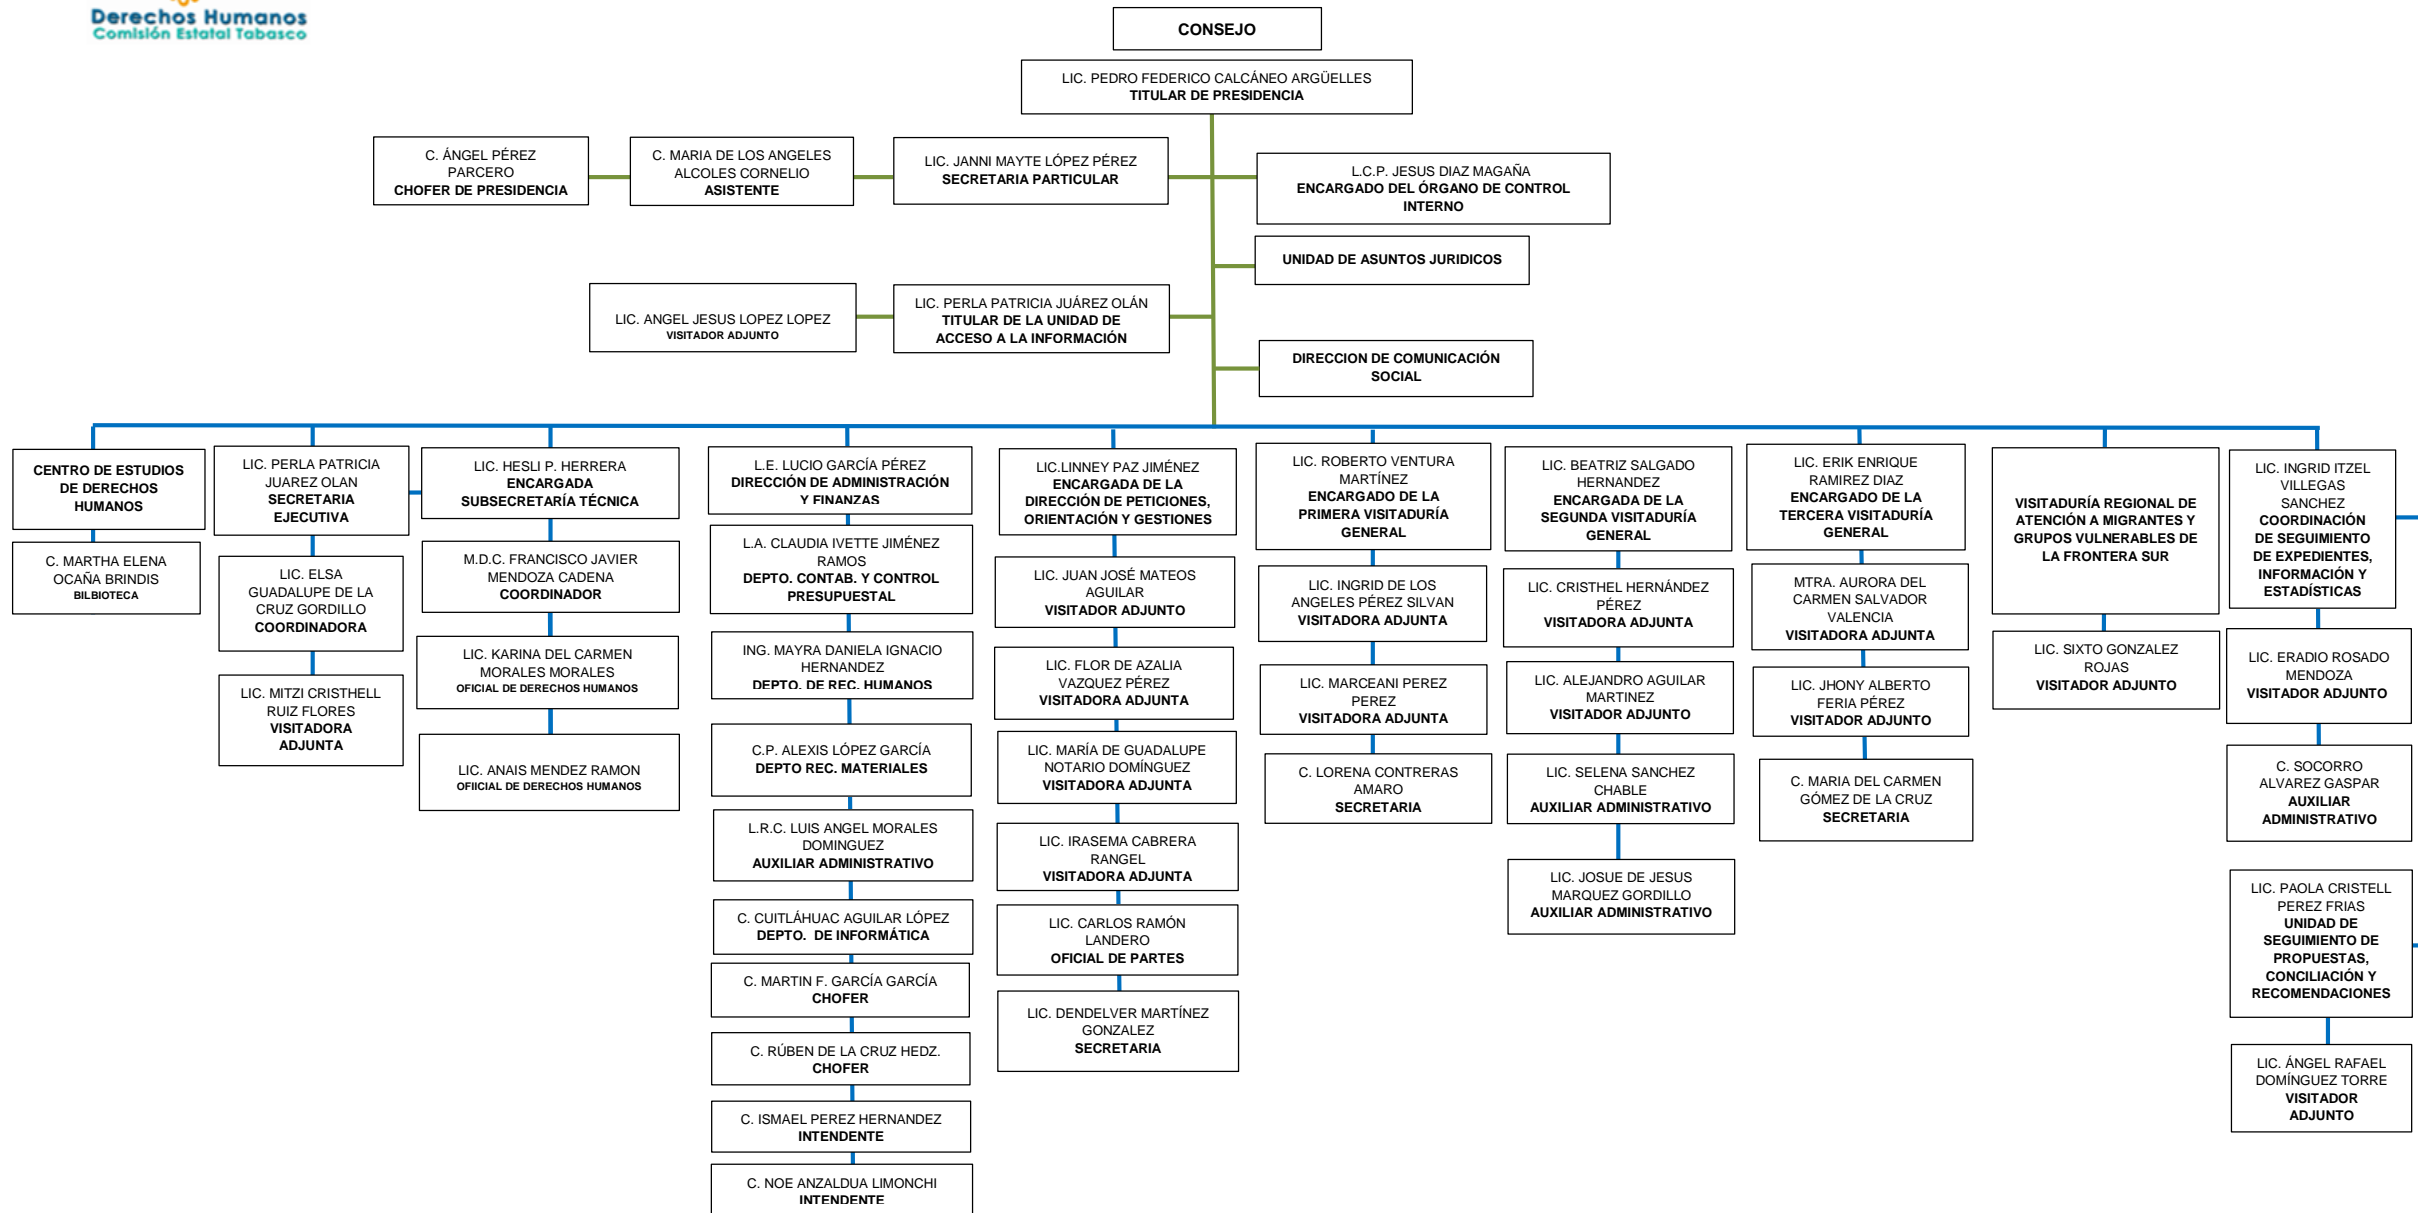 Derechos Humanos
Comisión Estatal Tabasco
CONSEJO
LIC. PEDRO FEDERICO CALCÁNEO ARGÜELLES
TITULAR DE PRESIDENCIA
C. ÁNGEL PÉREZ
PARCERO
CHOFER DE PRESIDENCIA
C. MARIA DE LOS ANGELES
ALCOLES CORNELIO
ASISTENTE
LIC. JANNI MAYTE LÓPEZ PÉREZ
SECRETARIA PARTICULAR
L.C.P. JESUS DIAZ MAGAÑA
ENCARGADO DEL ÓRGANO DE CONTROL
INTERNO
UNIDAD DE ASUNTOS JURIDICOS
LIC. ANGEL JESUS LOPEZ LOPEZ
VISITADOR ADJUNTO
LIC. PERLA PATRICIA JUÁREZ OLÁN
TITULAR DE LA UNIDAD DE
ACCESO A LA INFORMACIÓN
DIRECCION DE COMUNICACIÓN
SOCIAL
CENTRO DE ESTUDIOS
DE DERECHOS
HUMANOS
C. MARTHA ELENA
OCAÑA BRINDIS
BILBIOTECA
LIC. PERLA PATRICIA
JUAREZ OLAN
SECRETARIA
EJECUTIVA
LIC. ELSA
GUADALUPE DE LA
CRUZ GORDILLO
COORDINADORA
LIC. MITZI CRISTHELL
RUIZ FLORES
VISITADORA
ADJUNTA
LIC. HESLI P. HERRERA
ENCARGADA
SUBSECRETARÍA TÉCNICA
M.D.C. FRANCISCO JAVIER
MENDOZA CADENA
COORDINADOR
LIC. KARINA DEL CARMEN
MORALES MORALES
OFICIAL DE DERECHOS HUMANOS
LIC. ANAIS MENDEZ RAMON
OFIICIAL DE DERECHOS HUMANOS
L.E. LUCIO GARCÍA PÉREZ
DIRECCIÓN DE ADMINISTRACIÓN
Y FINANZAS
L.A. CLAUDIA IVETTE JIMÉNEZ
RAMOS
DEPTO. CONTAB. Y CONTROL
PRESUPUESTAL
ING. MAYRA DANIELA IGNACIO
HERNANDEZ
DEPTO. DE REC. HUMANOS
C.P. ALEXIS LÓPEZ GARCÍA
DEPTO REC. MATERIALES
L.R.C. LUIS ANGEL MORALES
DOMINGUEZ
AUXILIAR ADMINISTRATIVO
C. CUITLÁHUAC AGUILAR LÓPEZ
DEPTO. DE INFORMÁTICA
C. MARTIN F. GARCÍA GARCÍA
CHOFER
C. RÚBEN DE LA CRUZ HEDZ.
CHOFER
C. ISMAEL PEREZ HERNANDEZ
INTENDENTE
C. NOE ANZALDUA LIMONCHI
INTENDENTE
LIC.LINNEY PAZ JIMÉNEZ
ENCARGADA DE LA
DIRECCIÓN DE PETICIONES,
ORIENTACIÓN Y GESTIONES
LIC. JUAN JOSÉ MATEOS
AGUILAR
VISITADOR ADJUNTO
LIC. FLOR DE AZALIA
VAZQUEZ PÉREZ
VISITADORA ADJUNTA
LIC. MARÍA DE GUADALUPE
NOTARIO DOMÍNGUEZ
VISITADORA ADJUNTA
LIC. IRASEMA CABRERA
RANGEL
VISITADORA ADJUNTA
LIC. CARLOS RAMÓN
LANDERO
OFICIAL DE PARTES
LIC. DENDELVER MARTÍNEZ
GONZALEZ
SECRETARIA
LIC. ROBERTO VENTURA
MARTÍNEZ
ENCARGADO DE LA
PRIMERA VISITADURÍA
GENERAL
LIC. INGRID DE LOS
ANGELES PÉREZ SILVAN
VISITADORA ADJUNTA
LIC. MARCEANI PEREZ
PEREZ
VISITADORA ADJUNTA
C. LORENA CONTRERAS
AMARO
SECRETARIA
LIC. BEATRIZ SALGADO
HERNANDEZ
ENCARGADA DE LA
SEGUNDA VISITADURÍA
GENERAL
LIC. CRISTHEL HERNÁNDEZ
PÉREZ
VISITADORA ADJUNTA
LIC. ALEJANDRO AGUILAR
MARTINEZ
VISITADOR ADJUNTO
LIC. SELENA SANCHEZ
CHABLE
AUXILIAR ADMINISTRATIVO
LIC. JOSUE DE JESUS
MARQUEZ GORDILLO
AUXILIAR ADMINISTRATIVO
LIC. ERIK ENRIQUE
RAMIREZ DIAZ
ENCARGADO DE LA
TERCERA VISITADURÍA
GENERAL
MTRA. AURORA DEL
CARMEN SALVADOR
VALENCIA
VISITADORA ADJUNTA
LIC. JHONY ALBERTO
FERIA PÉREZ
VISITADOR ADJUNTO
C. MARIA DEL CARMEN
GÓMEZ DE LA CRUZ
SECRETARIA
VISITADURÍA REGIONAL DE
ATENCIÓN A MIGRANTES Y
GRUPOS VULNERABLES DE
LA FRONTERA SUR
LIC. SIXTO GONZALEZ
ROJAS
VISITADOR ADJUNTO
LIC. INGRID ITZEL
VILLEGAS
SANCHEZ
COORDINACIÓN
DE SEGUIMIENTO
DE EXPEDIENTES,
INFORMACIÓN Y
ESTADÍSTICAS
LIC. ERADIO ROSADO
MENDOZA
VISITADOR ADJUNTO
C. SOCORRO
ALVAREZ GASPAR
AUXILIAR
ADMINISTRATIVO
LIC. PAOLA CRISTELL
PEREZ FRIAS
UNIDAD DE
SEGUIMIENTO DE
PROPUESTAS,
CONCILIACIÓN Y
RECOMENDACIONES
LIC. ÁNGEL RAFAEL
DOMÍNGUEZ TORRE
VISITADOR
ADJUNTO